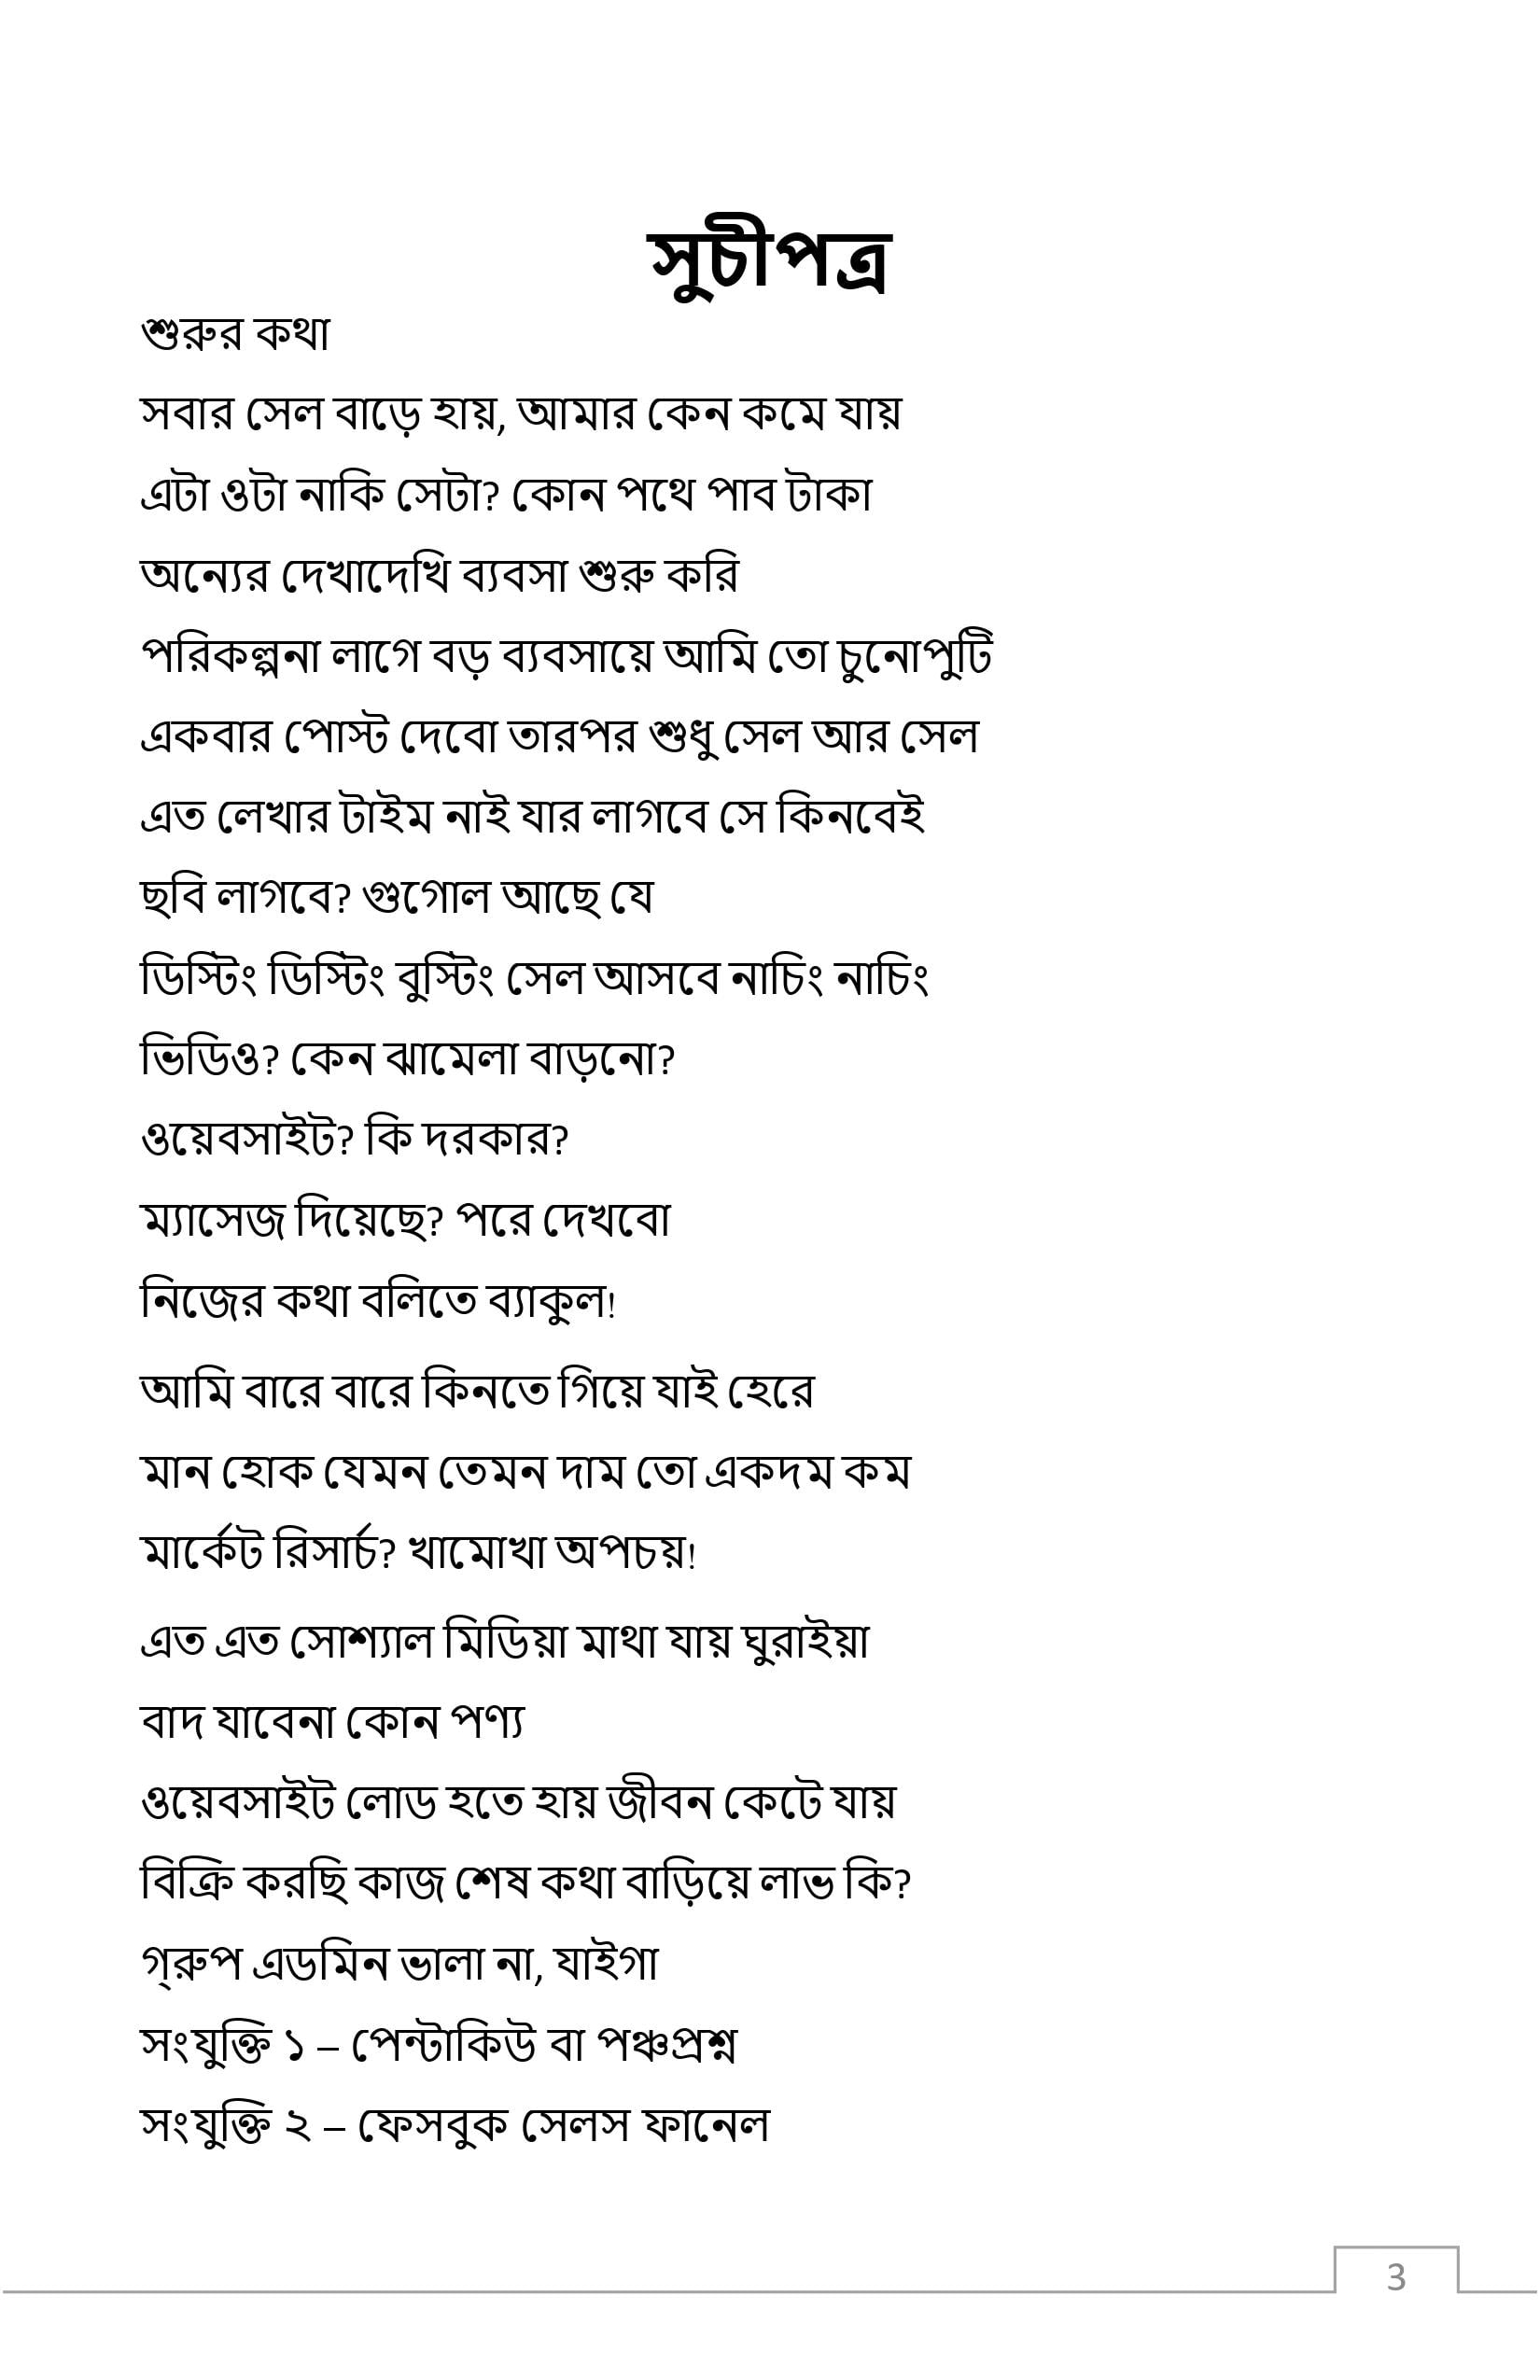 সুচীপত্র
শুরুর কথা
সবার সেল বাড়ে হায়, আমার কেন কমে যায়
এটা ওটা নাকি সেটা? কোন পথে পাব টাকা
অন্যের দেখাদেখি ব্যবসা শুরু করি
পরিকল্পনা লাগে বড় ব্যবসায়ে আমি তো চুনোপুটি
একবার পোস্ট দেবো তারপর শুধু সেল আর সেল
এত লেখার টাইম নাই যার লাগবে সে কিনবেই
ছবি লাগবে? গুগোল আছে যে
ডিস্টিং ডিস্টিং বুস্টিং সেল আসবে নাচিং নাচিং
ভিডিও? কেন ঝামেলা বাড়নো?
ওয়েবসাইট? কি দরকার?
ম্যাসেজ দিয়েছে? পরে দেখবো
নিজের কথা বলিতে ব্যাকুল!
আমি বারে বারে কিনতে গিয়ে যাই হেরে
মান হোক যেমন তেমন দাম তো একদম কম
মার্কেট রিসার্চ? খামোখা অপচয়!
এত এত সোশ্যাল মিডিয়া মাথা যায় ঘুরাইয়া
বাদ যাবেনা কোন পণ্য
ওয়েবসাইট লোড হতে হায় জীবন কেটে যায়
বিক্রি করছি কাজ শেষ কথা বাড়িয়ে লাভ কি?
গ্‌রুপ এডমিন ভালা না, যাইগা
সংযুক্তি ১ – পেন্টাকিউ বা পঞ্চপ্রশ্ন
সংযুক্তি ২ – ফেসবুক সেলস ফানেল
3